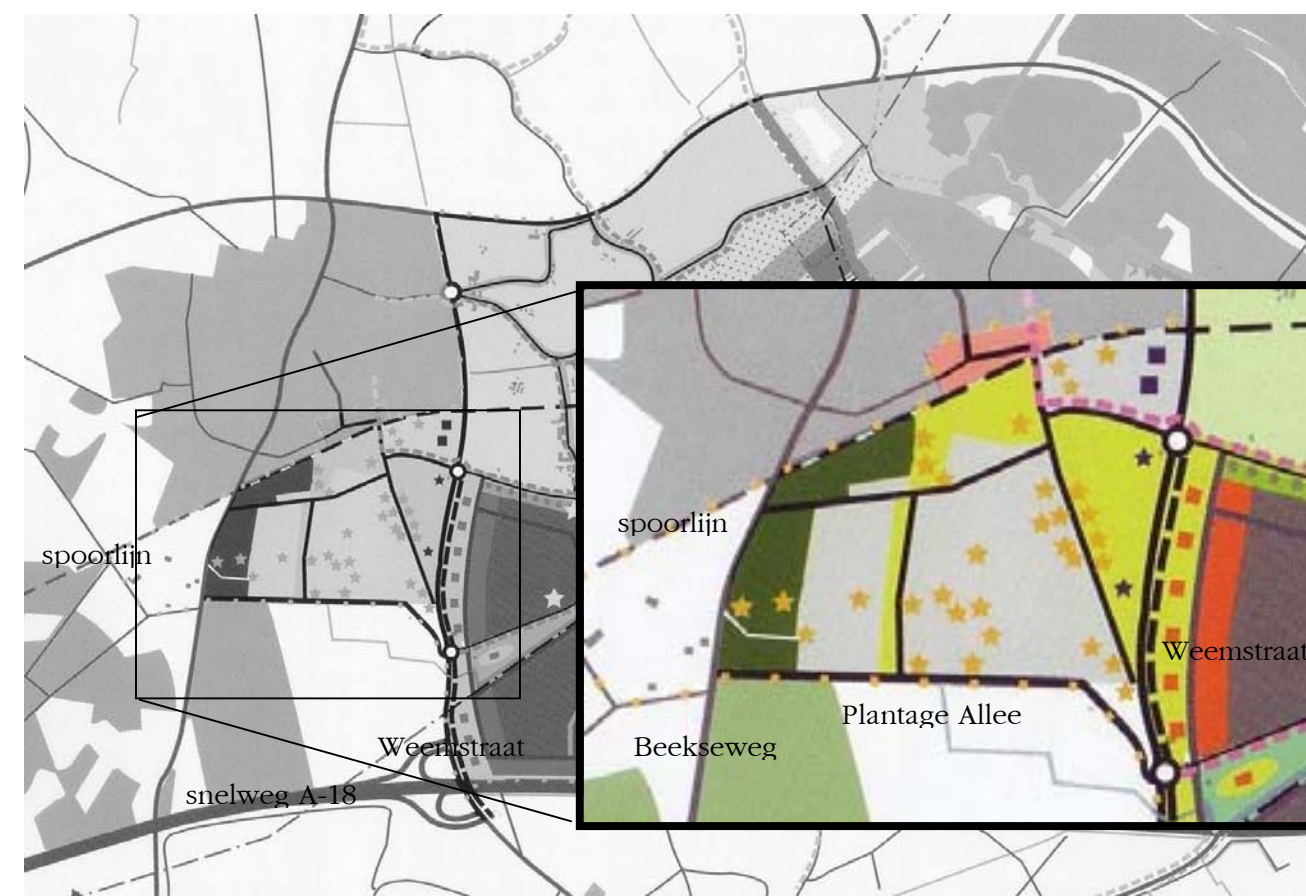 spoorlijn
Weemstraat
snelweg A-18
spoorlijn
Weemstraat
Plantage Allee
Beekseweg